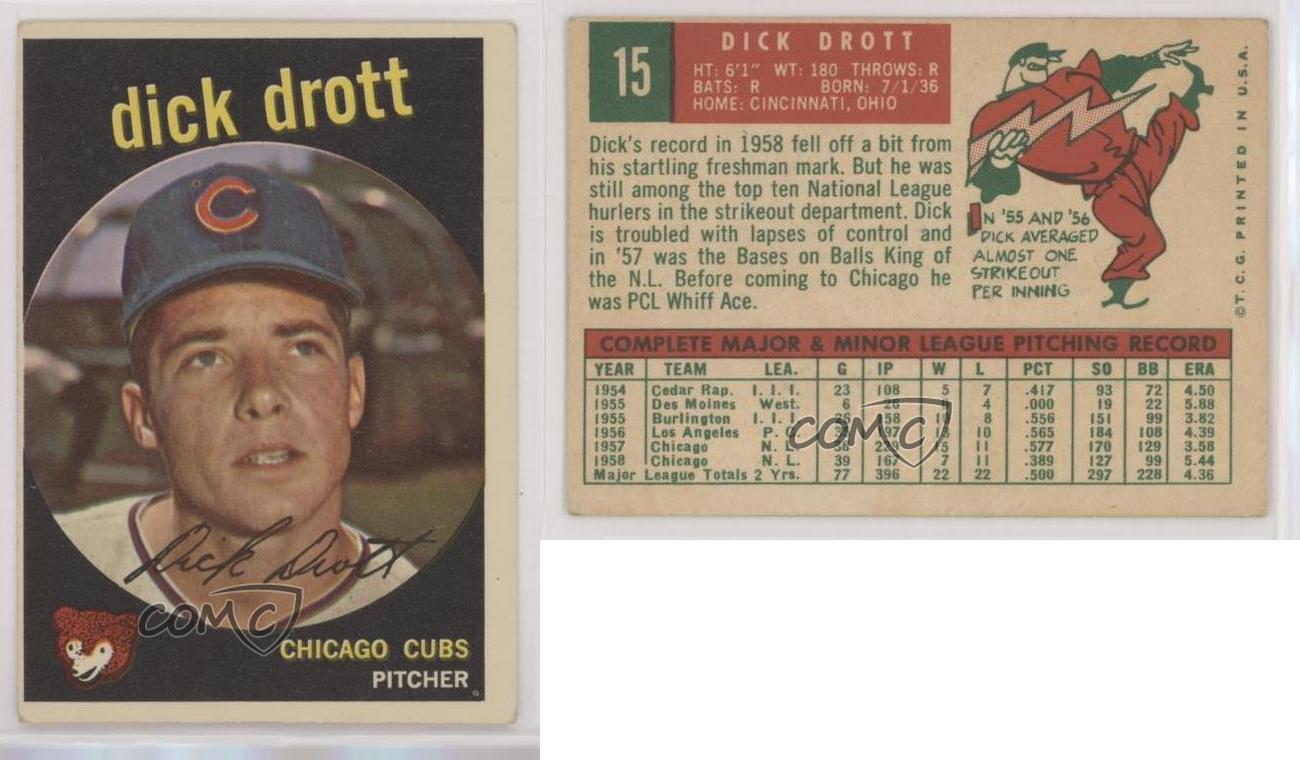 dick drott
C
Dick Drott
COMC
CHICAGO CUBS
PITCHER
15
DICK DROTT
HT: 6'1" WT: 180 THROWS: R
BATS: R BORN: 7/1/36
HOME: CINCINNATI, OHIO
Dick's record in 1958 fell off a bit from
his startling freshman mark. But he was
still among the top ten National League
hurlers in the strikeout department. Dick
is troubled with lapses of control and
in '57 was the Bases on Balls King of
the N.L. Before coming to Chicago he
was PCL Whiff Ace.
IN '55 AND '56
DICK AVERAGED
ALMOST ONE
STRIKEOUT
PER INNING
©T.C.G. PRINTED IN U.S.A.
COMPLETE MAJOR & MINOR LEAGUE PITCHING RECORD
YEAR TEAM LEA. G IP W L PCT SO BB ERA
1954 Cedar Rap. I. I. I. 23 108 5 7 .417 93 72 4.50
1955 Des Moines West. 6 26 4 .000 19 22 5.88
1955 Burlington I. I. I. 8 .556 151 99 3.82
1956 Los Angeles P. 10 .565 184 108 4.39
1957 Chicago N. L. 11 .577 170 129 3.58
1958 Chicago N. L. 39 167 7 11 .389 127 99 5.44
Major League Totals 2 Yrs. 77 396 22 22 .500 297 228 4.36
COMC